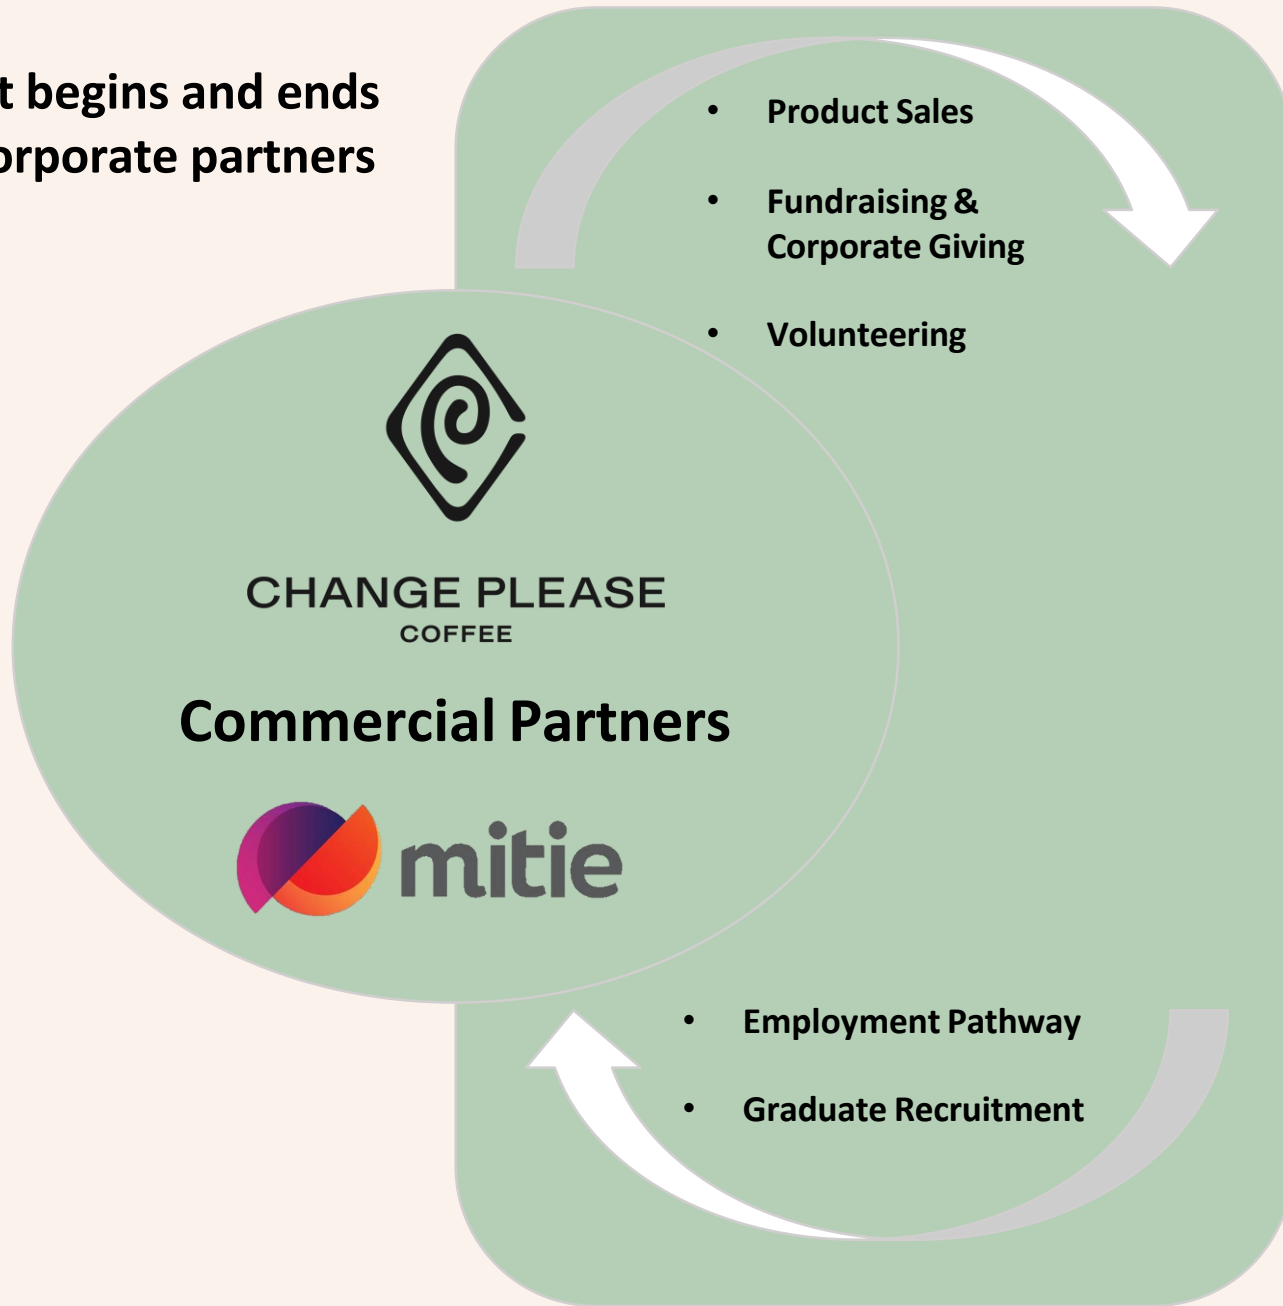 t begins and ends
orporate partners
• Product Sales
• Fundraising &
Corporate Giving
• Volunteering
CHANGE PLEASE
COFFEE
Commercial Partners
mitie
• Employment Pathway
• Graduate Recruitment